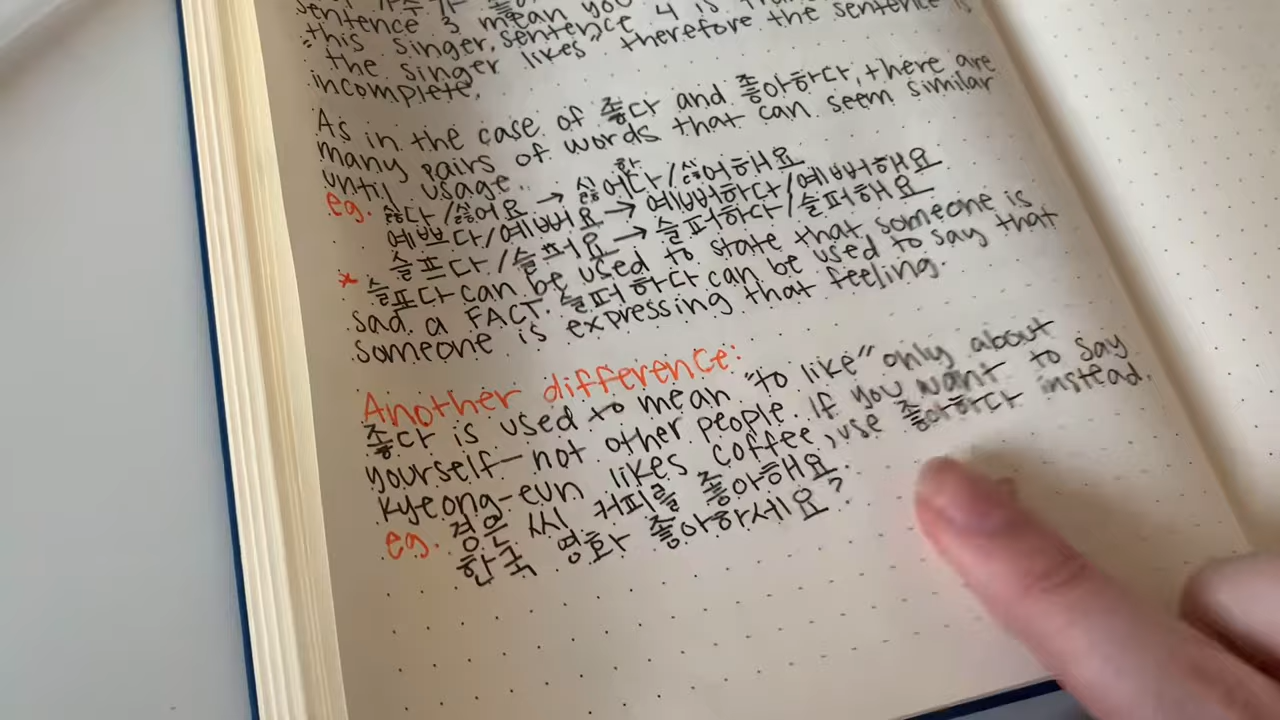 sentence 3 mean you
"this singer, sentence 4 is
the singer likes therefore the sentence is
incomplete.
As in the case of 좋다 and 좋아하다, there are
many pairs of words that can seem similar
until usage.
eg. 싫다/싫어요 → 싫어하다/싫어해요
예쁘다/예뻐요 → 예뻐하다/예뻐해요
슬프다/슬퍼요 → 슬퍼하다/슬퍼해요
* 슬프다 can be used to state that someone is
sad. a FACT. 슬퍼하다 can be used to say that
someone is expressing that feeling.
Another difference:
좋다 is used to mean "to like" only about
yourself—not other people. If you want to say
Kyeong-eun likes coffee, use 좋아하다 instead.
eg. 경은 씨 커피를 좋아해요.
한국 영화 좋아하세요?